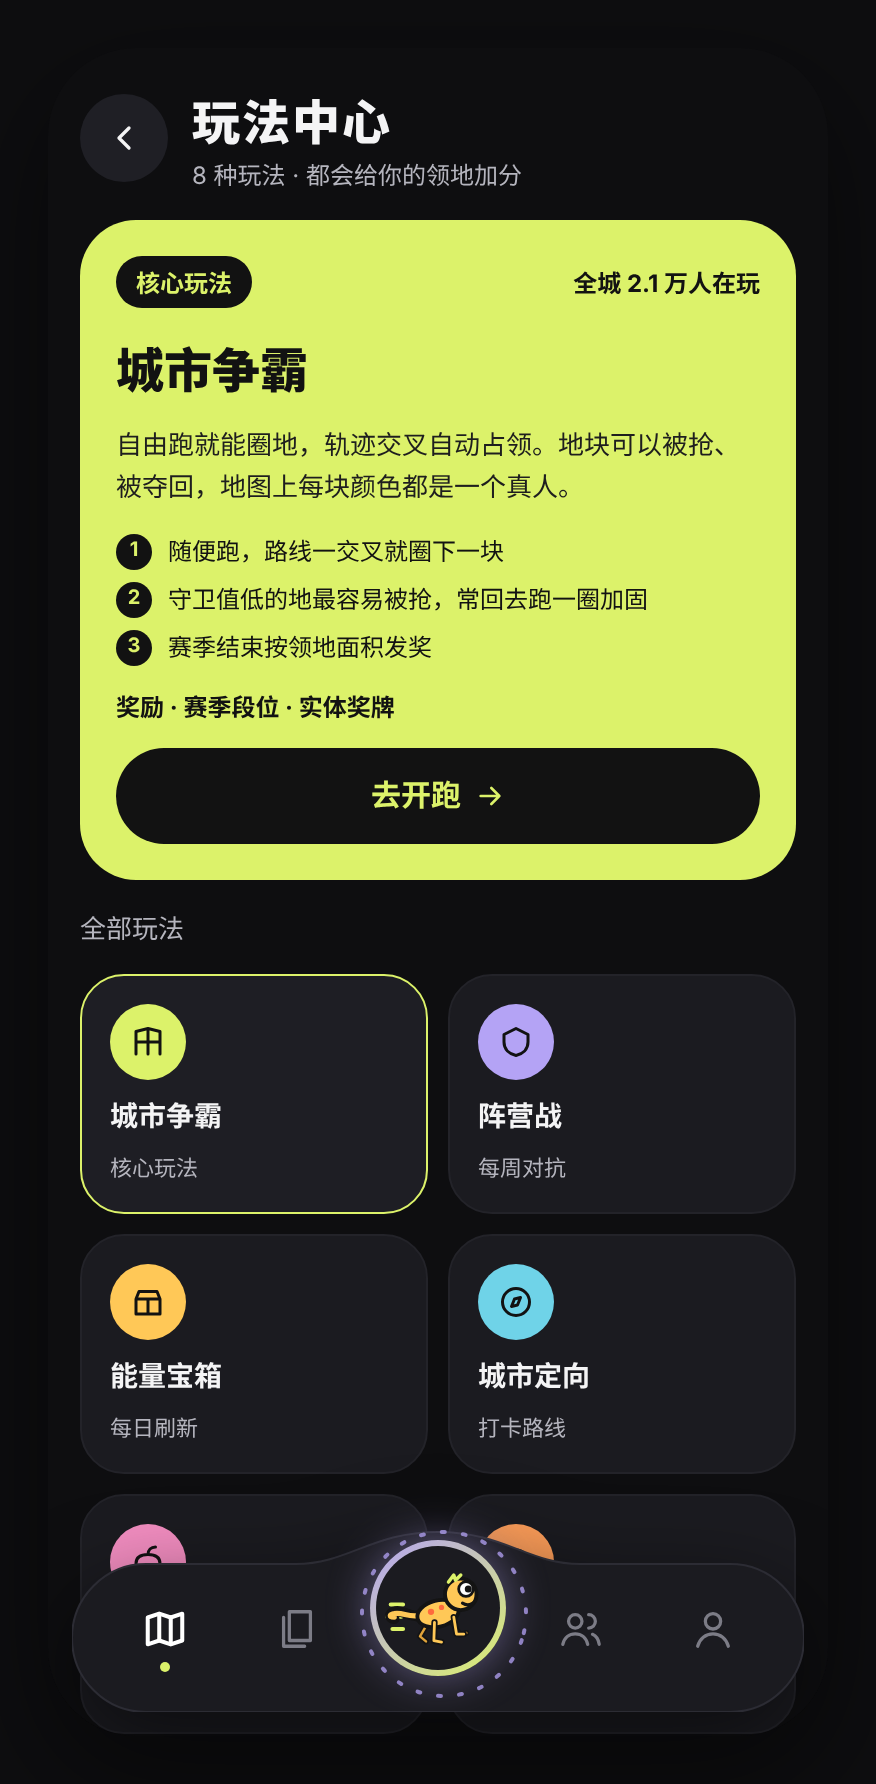 玩法中心
8 种玩法 · 都会给你的领地加分
核心玩法
全城 2.1 万人在玩
城市争霸
自由跑就能圈地，轨迹交叉自动占领。地块可以被抢、
被夺回，地图上每块颜色都是一个真人。
1 随便跑，路线一交叉就圈下一块
2 守卫值低的地最容易被抢，常回去跑一圈加固
3 赛季结束按领地面积发奖
奖励 · 赛季段位 · 实体奖牌
去开跑 →
全部玩法
城市争霸
核心玩法
阵营战
每周对抗
能量宝箱
每日刷新
城市定向
打卡路线